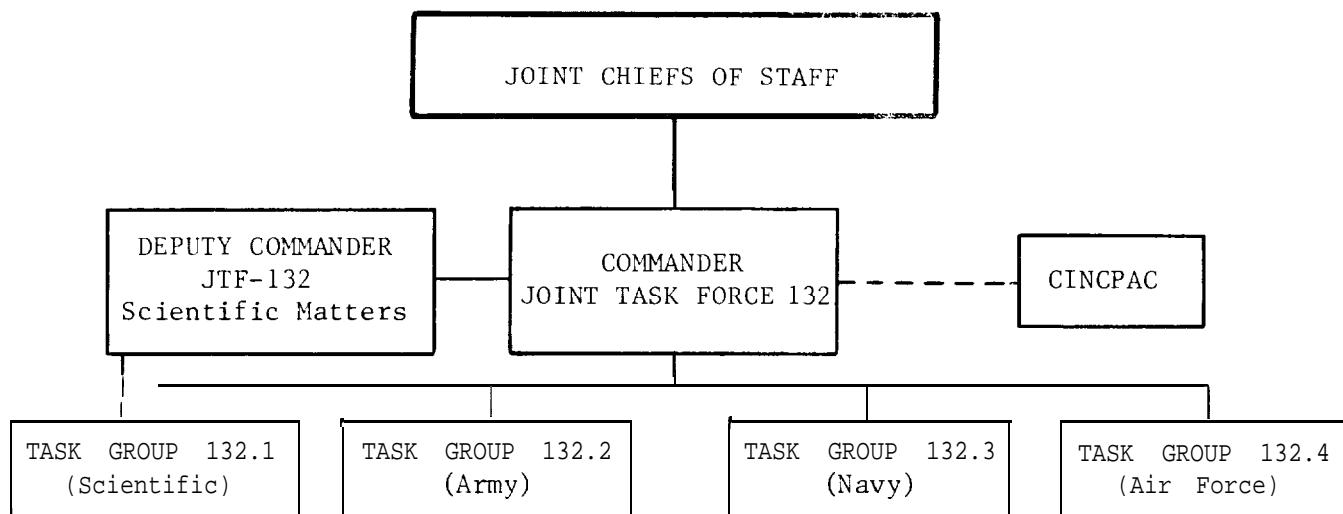 JOINT CHIEFS OF STAFF
DEPUTY COMMANDER
JTF-132
Scientific Matters
COMMANDER
JOINT TASK FORCE 132
CINCPAC
TASK GROUP 132.1
(Scientific)
TASK GROUP 132.2
(Army)
TASK GROUP 132.3
(Navy)
TASK GROUP 132.4
(Air Force)